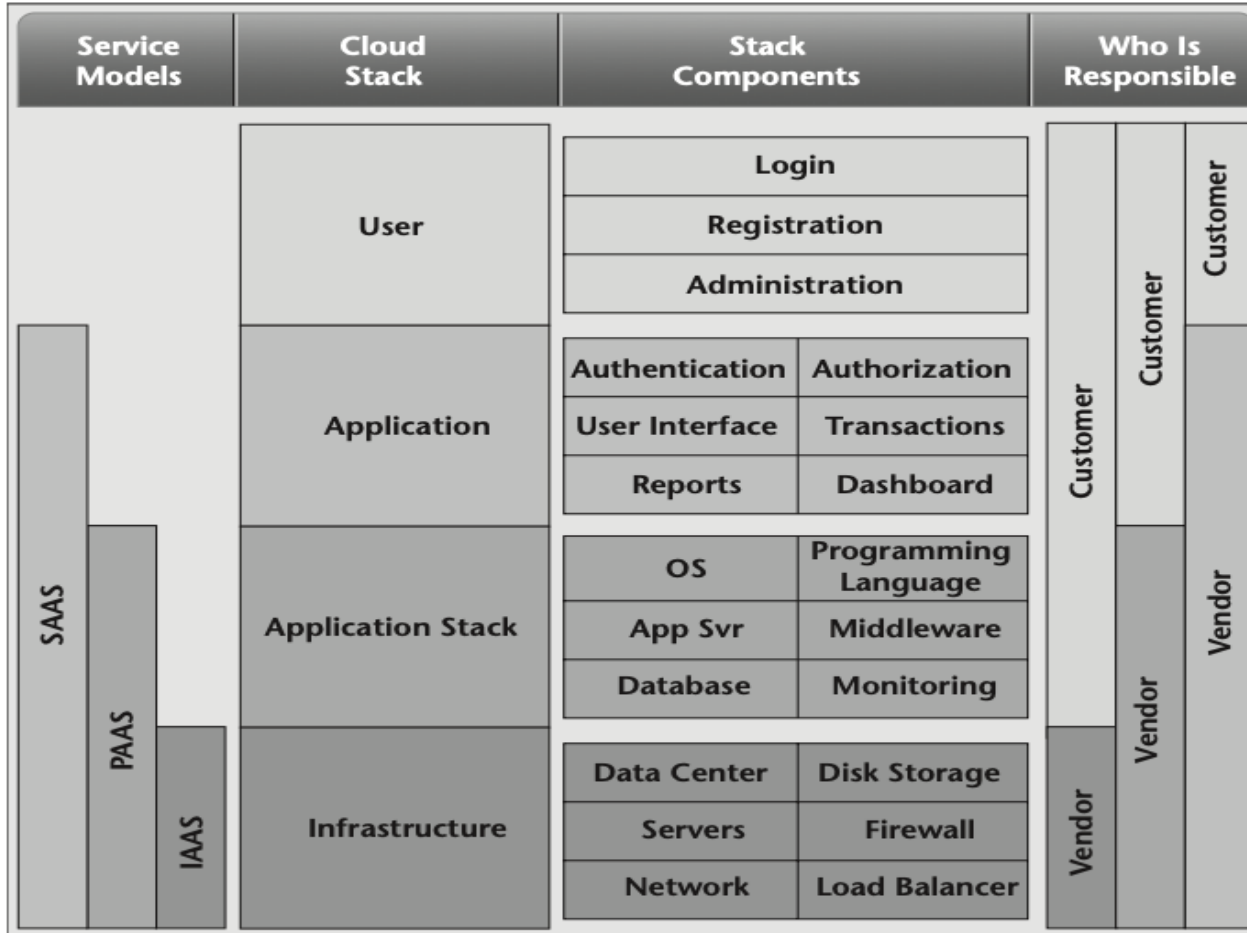 Service Models
Cloud Stack
Stack Components
Who Is Responsible
User
Login
Registration
Administration
Application
Authentication
Authorization
User Interface
Transactions
Reports
Dashboard
Application Stack
OS
Programming Language
App Svr
Middleware
Database
Monitoring
Infrastructure
Data Center
Disk Storage
Servers
Firewall
Network
Load Balancer
SAAS
PAAS
IAAS
Customer
Vendor
Customer
Vendor
Customer
Vendor